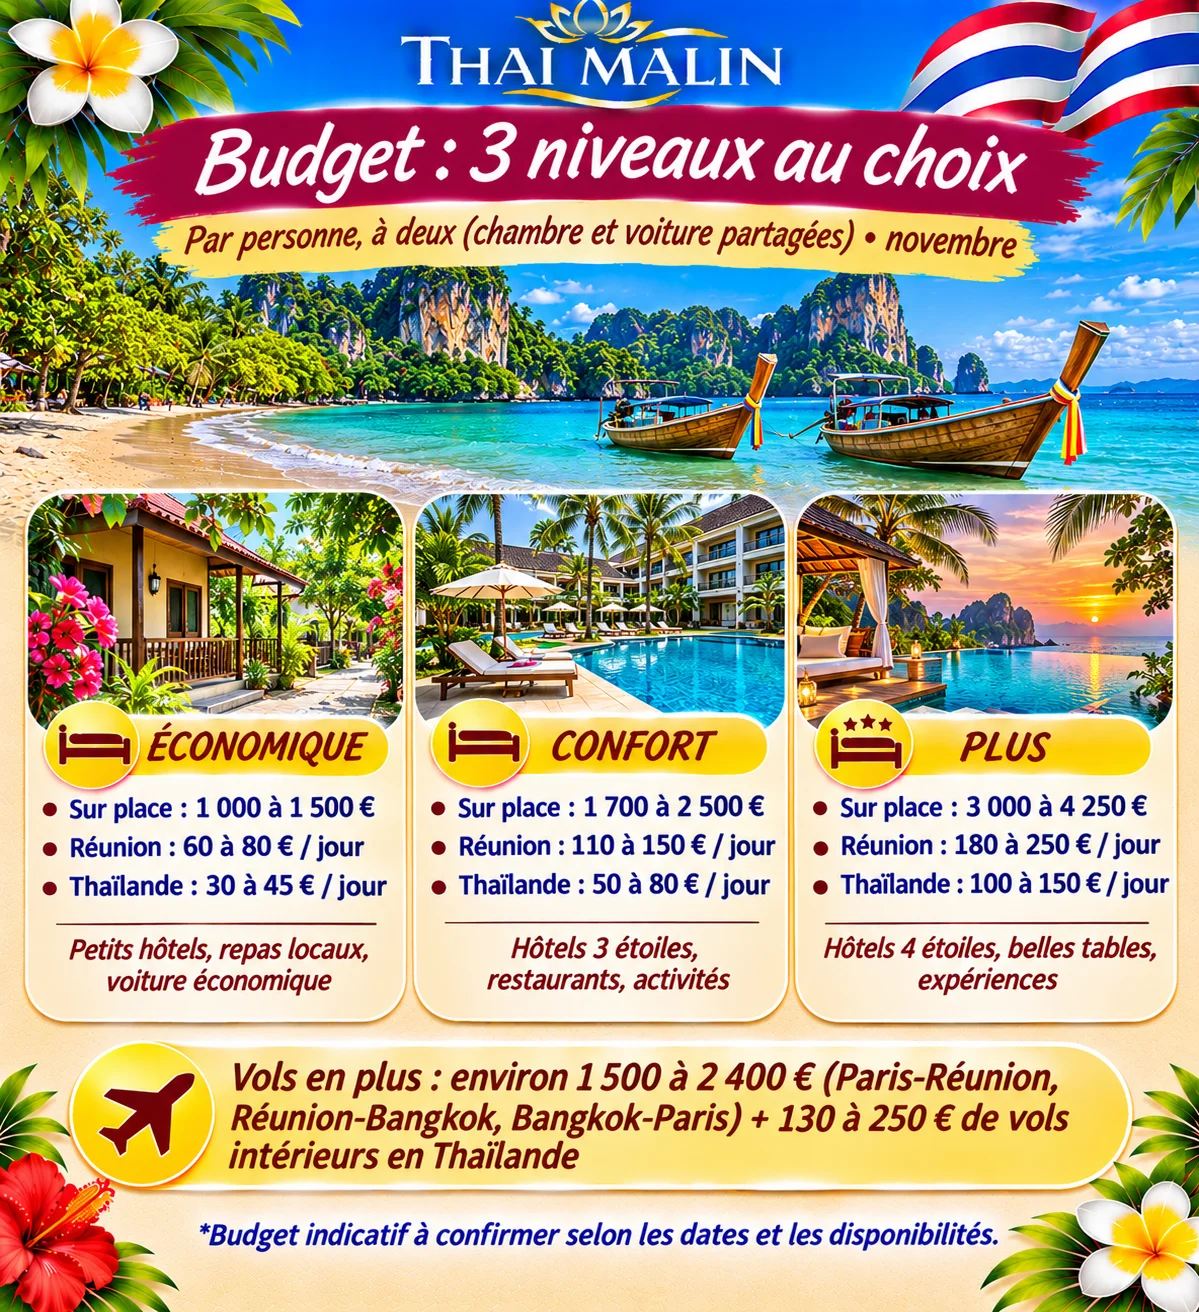 THAI MALIN
Budget : 3 niveaux au choix
Par personne, à deux (chambre et voiture partagées) • novembre
ÉCONOMIQUE
• Sur place : 1 000 à 1 500 €
• Réunion : 60 à 80 € / jour
• Thaïlande : 30 à 45 € / jour
Petits hôtels, repas locaux,
voiture économique
CONFORT
• Sur place : 1 700 à 2 500 €
• Réunion : 110 à 150 € / jour
• Thaïlande : 50 à 80 € / jour
Hôtels 3 étoiles,
restaurants, activités
PLUS
• Sur place : 3 000 à 4 250 €
• Réunion : 180 à 250 € / jour
• Thaïlande : 100 à 150 € / jour
Hôtels 4 étoiles, belles tables,
expériences
Vols en plus : environ 1 500 à 2 400 € (Paris-Réunion,
Réunion-Bangkok, Bangkok-Paris) + 130 à 250 € de vols
intérieurs en Thaïlande
*Budget indicatif à confirmer selon les dates et les disponibilités.